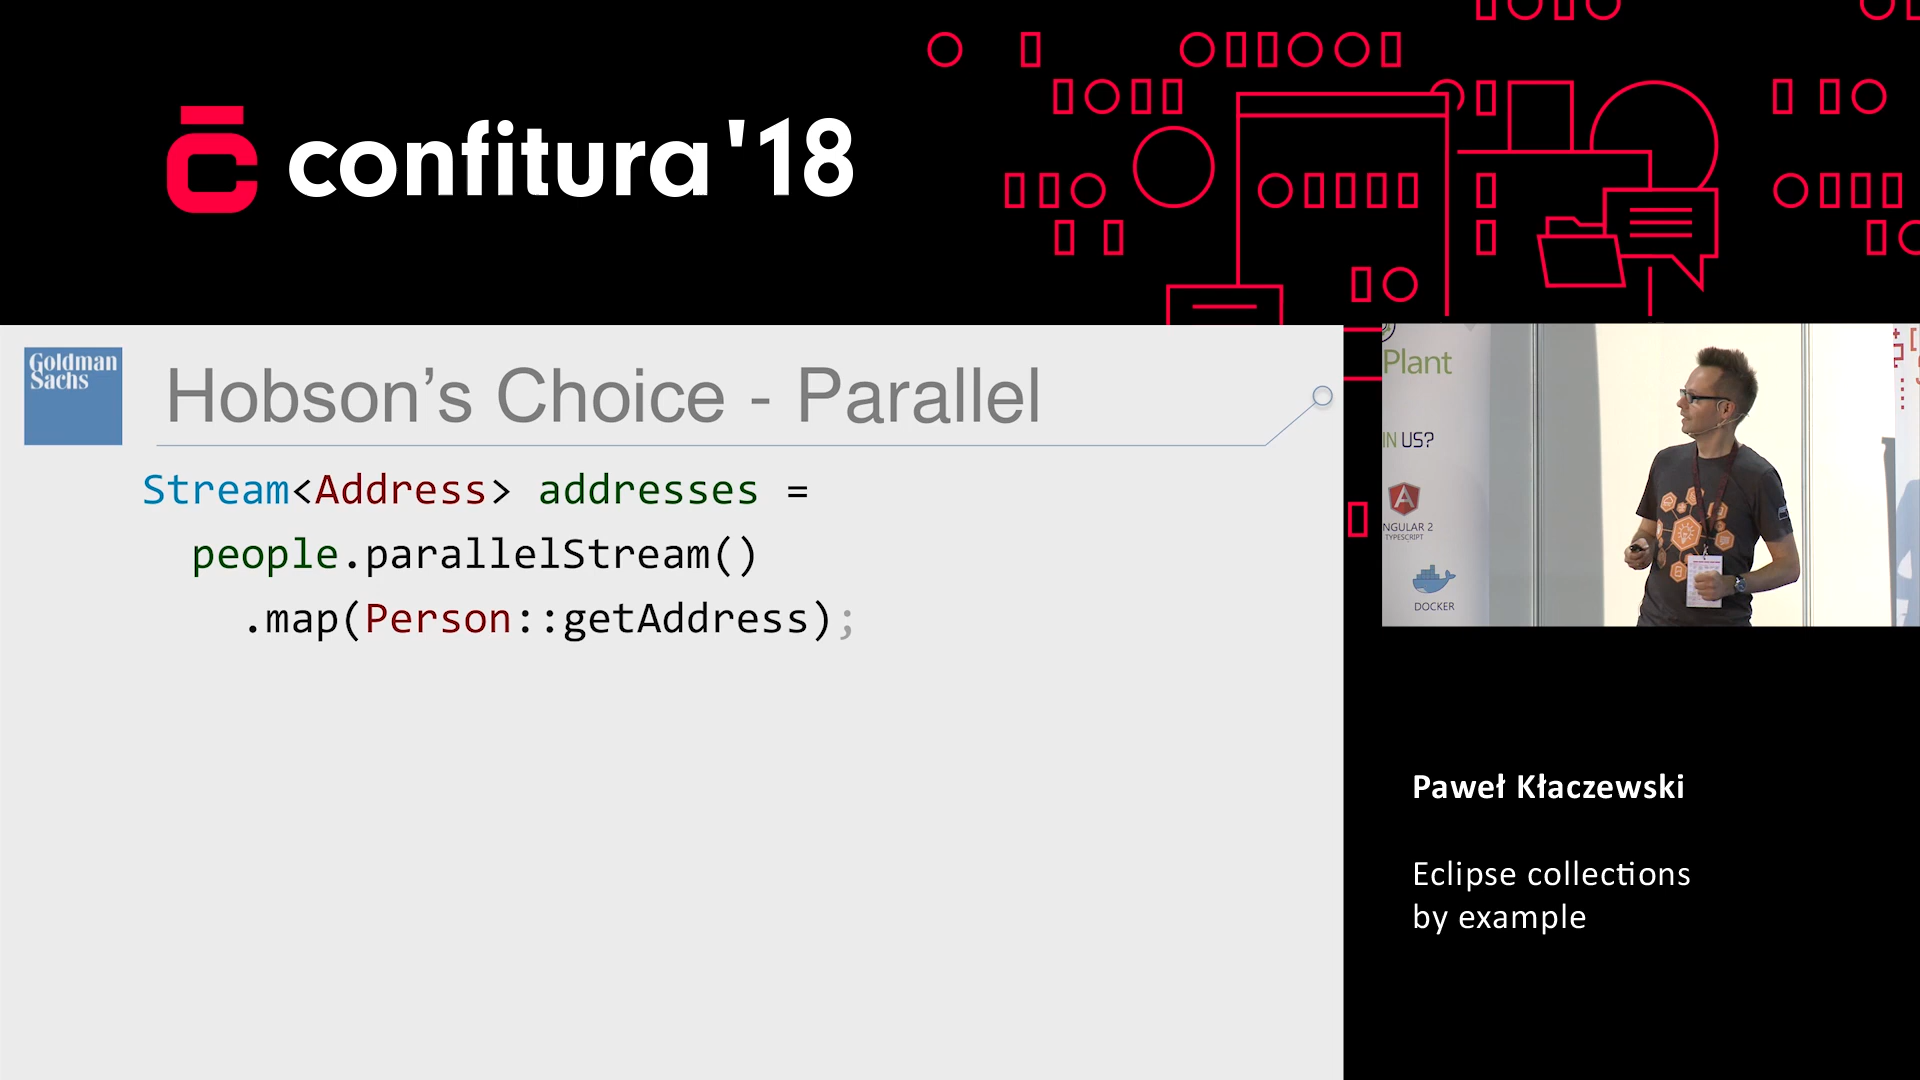 confitura '18
Goldman
Sachs
Hobson's Choice - Parallel
Stream<Address> addresses =
people.parallelStream()
.map(Person::getAddress);
Plant
IN US?
NGULAR 2
TYPESCRIPT
DOCKER
Paweł Kłaczewski
Eclipse collections
by example